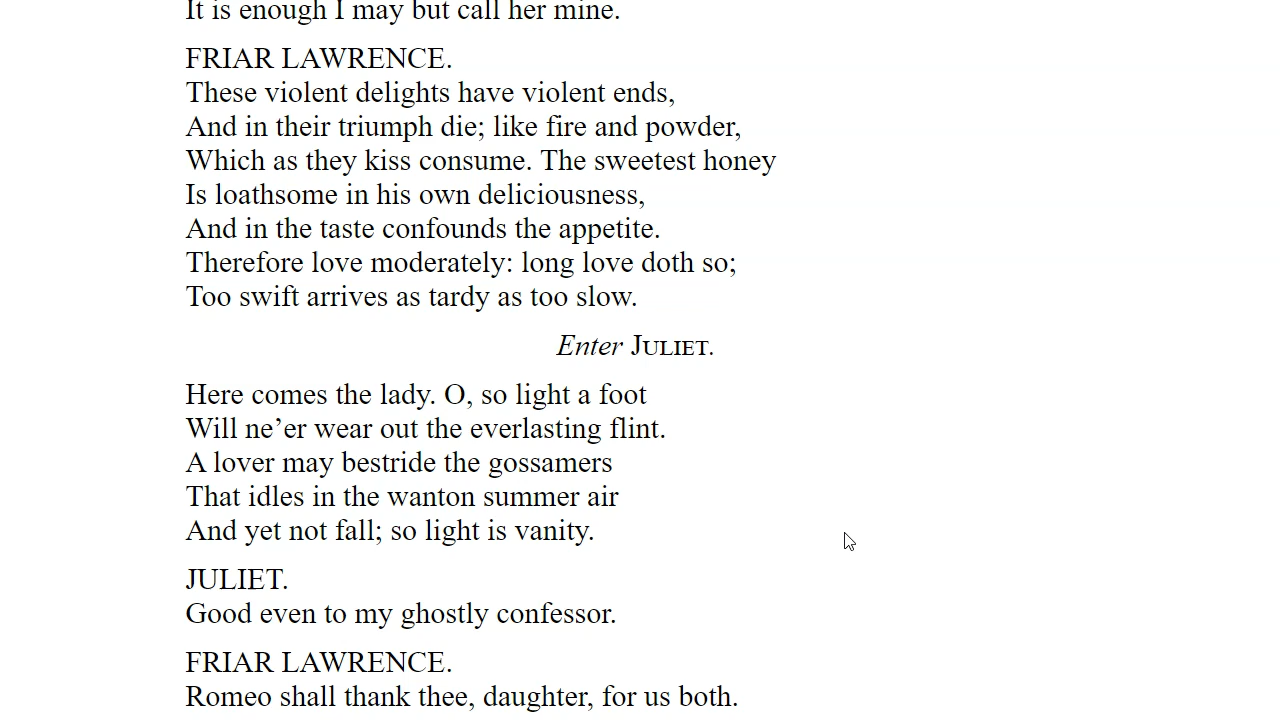 It is enough I may but call her mine.
FRIAR LAWRENCE.
These violent delights have violent ends,
And in their triumph die; like fire and powder,
Which as they kiss consume. The sweetest honey
Is loathsome in his own deliciousness,
And in the taste confounds the appetite.
Therefore love moderately: long love doth so;
Too swift arrives as tardy as too slow.
Enter JULIET.
Here comes the lady. O, so light a foot
Will ne’er wear out the everlasting flint.
A lover may bestride the gossamers
That idles in the wanton summer air
And yet not fall; so light is vanity.
JULIET.
Good even to my ghostly confessor.
FRIAR LAWRENCE.
Romeo shall thank thee, daughter, for us both.